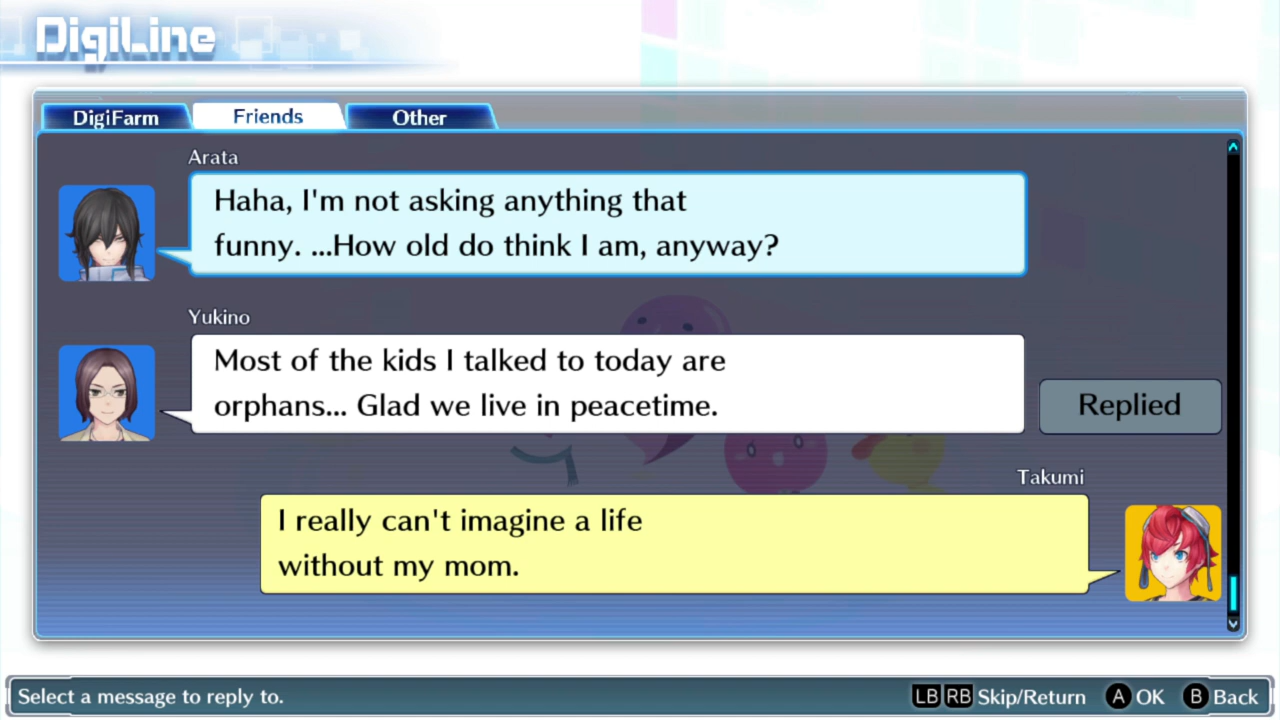 DigiLine
DigiFarm
Friends
Other
Arata
Haha, I'm not asking anything that
funny. ...How old do think I am, anyway?
Yukino
Most of the kids I talked to today are
orphans... Glad we live in peacetime.
Replied
Takumi
I really can't imagine a life
without my mom.
Select a message to reply to.
LB RB Skip/Return A OK B Back